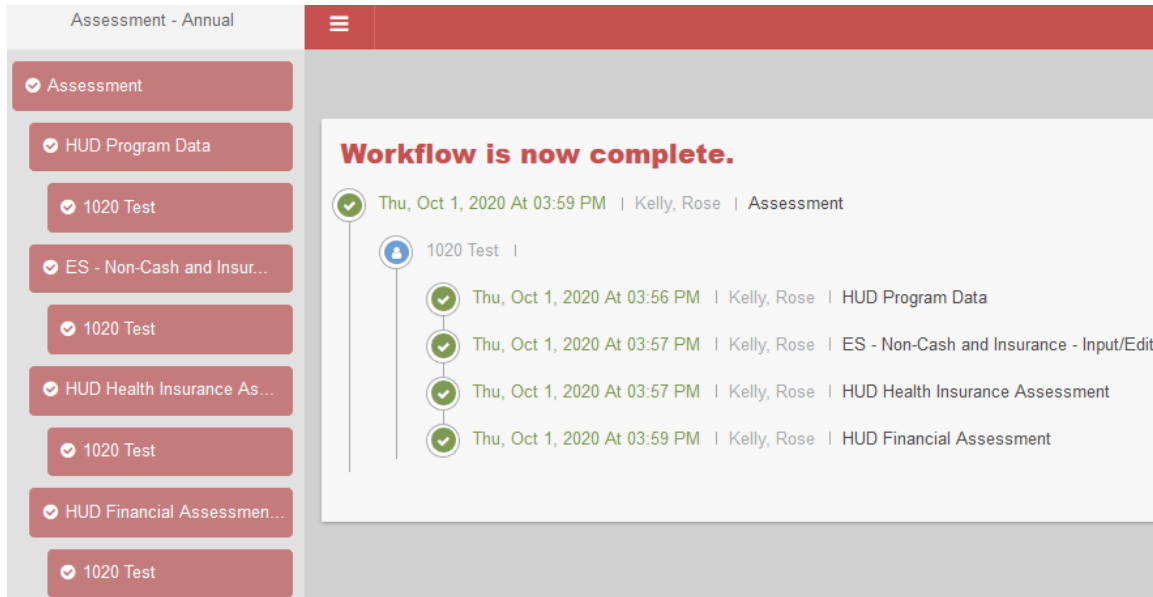 Assessment - Annual
Assessment
HUD Program Data
1020 Test
ES - Non-Cash and Insur...
1020 Test
HUD Health Insurance As...
1020 Test
HUD Financial Assessmen...
1020 Test
Workflow is now complete.
Thu, Oct 1, 2020 At 03:59 PM | Kelly, Rose | Assessment
1020 Test |
Thu, Oct 1, 2020 At 03:56 PM | Kelly, Rose | HUD Program Data
Thu, Oct 1, 2020 At 03:57 PM | Kelly, Rose | ES - Non-Cash and Insurance - Input/Edit
Thu, Oct 1, 2020 At 03:57 PM | Kelly, Rose | HUD Health Insurance Assessment
Thu, Oct 1, 2020 At 03:59 PM | Kelly, Rose | HUD Financial Assessment